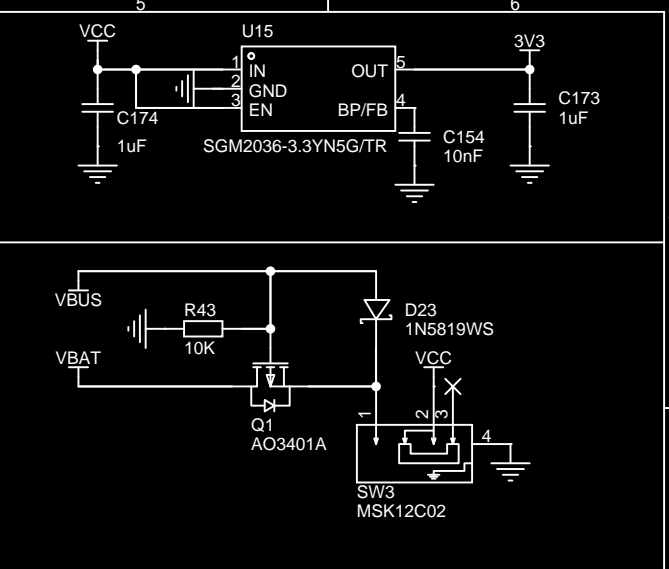 5
6
VCC
U15
1
IN
2
GND
3
EN
OUT
5
BP/FB
4
3V3
C174
1uF
SGM2036-3.3YN5G/TR
C154
10nF
C173
1uF
VBUS
R43
10K
VBAT
D23
1N5819WS
VCC
Q1
AO3401A
1
2
3
4
SW3
MSK12C02